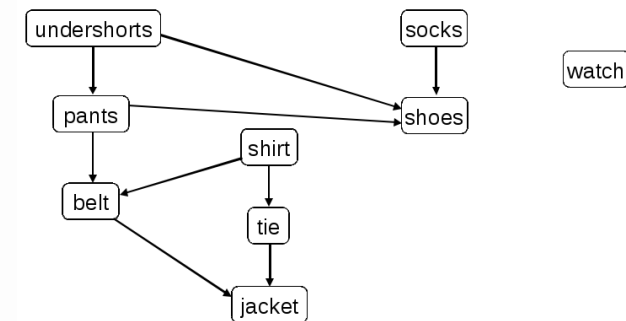 undershorts
socks
watch
pants
shoes
shirt
belt
tie
jacket